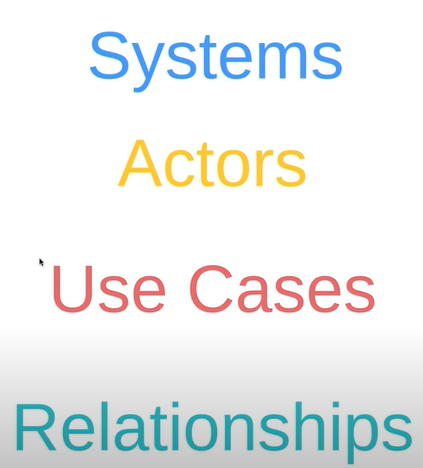 Systems
Actors
Use Cases
Relationships